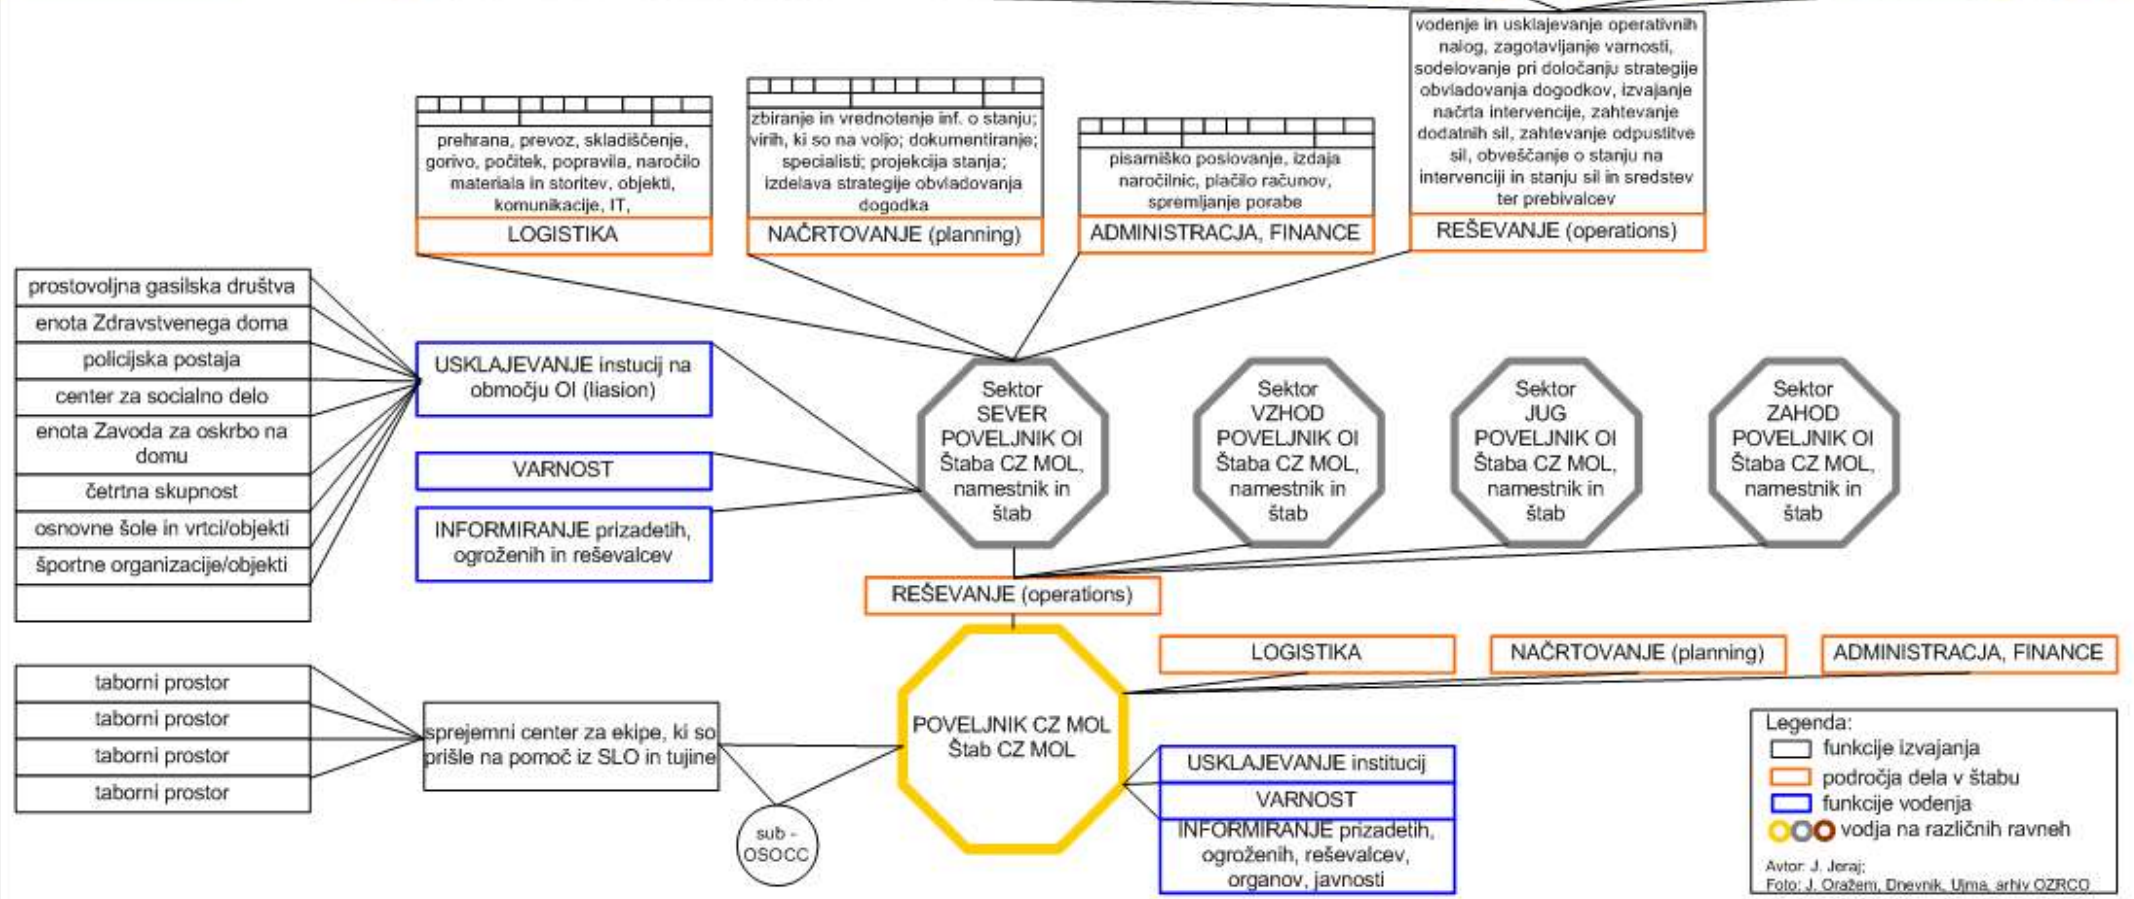 vodenje in usklajevanje operativnih
nalog, zagotavljanje varnosti,
sodelovanje pri določanju strategije
obvladovanja dogodkov, izvajanje
načrta intervencije, zahtevanje
dodatnih sil, zahtevanje odpustitve
sil, obveščanje o stanju na
intervenciji in stanju sil in sredstev
ter prebivalcev
REŠEVANJE (operations)
prehrana, prevoz, skladiščenje,
gorivo, počitek, popravila, naročilo
materiala in storitev, objekti,
komunikacije, IT,
LOGISTIKA
zbiranje in vrednotenje inf. o stanju;
virih, ki so na voljo; dokumentiranje;
specialisti; projekcija stanja;
izdelava strategije obvladovanja
dogodka
NAČRTOVANJE (planning)
pisarniško poslovanje, izdaja
naročilnic, plačilo računov,
spremljanje porabe
ADMINISTRACJA, FINANCE
prostovoljna gasilska društva
enota Zdravstvenega doma
policijska postaja
center za socialno delo
enota Zavoda za oskrbo na
domu
četrtna skupnost
osnovne šole in vrtci/objekti
športne organizacije/objekti
USKLAJEVANJE instucij na
območju OI (liasion)
VARNOST
INFORMIRANJE prizadetih,
ogroženih in reševalcev
Sektor
SEVER
POVELJNIK OI
Štaba CZ MOL,
namestnik in
štab
Sektor
VZHOD
POVELJNIK OI
Štaba CZ MOL,
namestnik in
štab
Sektor
JUG
POVELJNIK OI
Štaba CZ MOL,
namestnik in
štab
Sektor
ZAHOD
POVELJNIK OI
Štaba CZ MOL,
namestnik in
štab
REŠEVANJE (operations)
LOGISTIKA
NAČRTOVANJE (planning)
ADMINISTRACJA, FINANCE
taborni prostor
taborni prostor
taborni prostor
taborni prostor
sprejemni center za ekipe, ki so
prišle na pomoč iz SLO in tujine
sub -
OSOCC
POVELJNIK CZ MOL
Štab CZ MOL
USKLAJEVANJE institucij
VARNOST
INFORMIRANJE prizadetih,
ogroženih, reševalcev,
organov, javnosti
Legenda:
funkcije izvajanja
področja dela v štabu
funkcije vodenja
vodja na različnih ravneh
Avtor: J. Jeraj;
Foto: J. Oražem, Dnevnik, Ujma, arhiv OZRCO